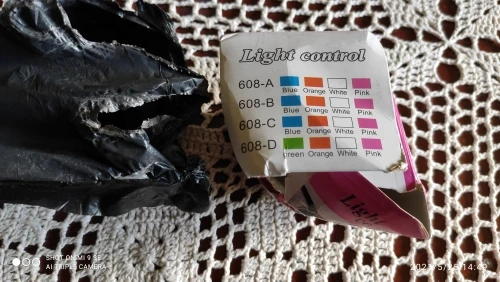 Light control
608-A
Blue Orange White Pink
608-B
Blue Orange White Pink
608-C
Blue Orange White Pink
608-D
Green Orange White Pink
Light
SHOT ON MI 9 SE
AI TRIPLE CAMERA